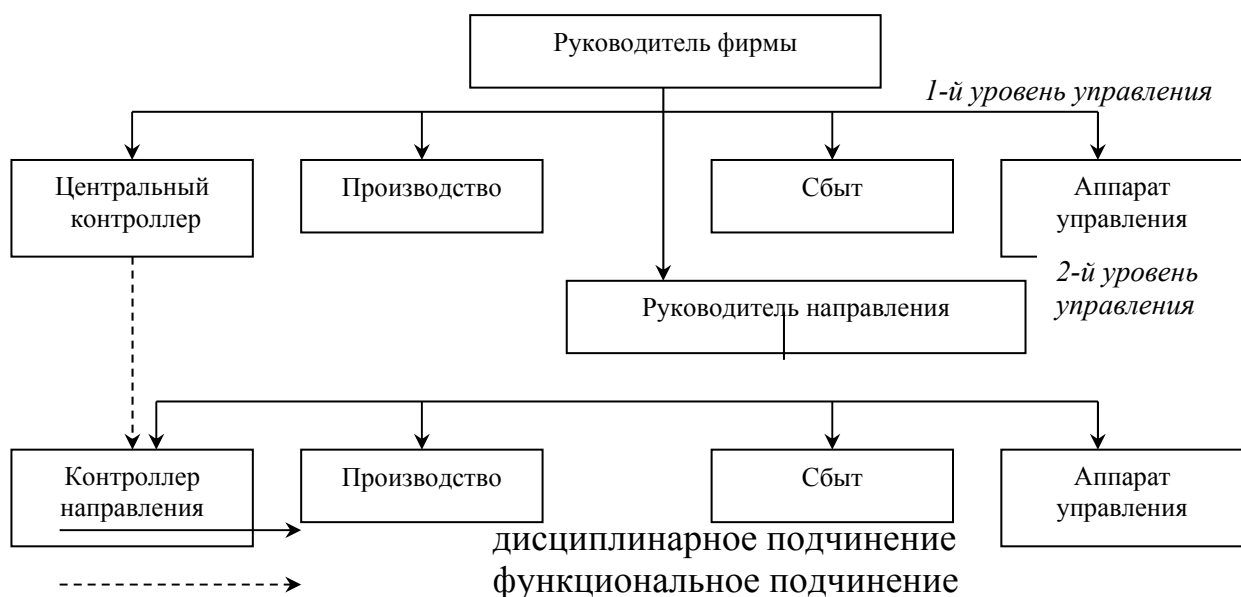 Руководитель фирмы
1-й уровень управления
Центральный
контроллер
Производство
Сбыт
Аппарат
управления
2-й уровень
управления
Руководитель направления
Контроллер
направления
Производство
Сбыт
Аппарат
управления
дисциплинарное подчинение
функциональное подчинение